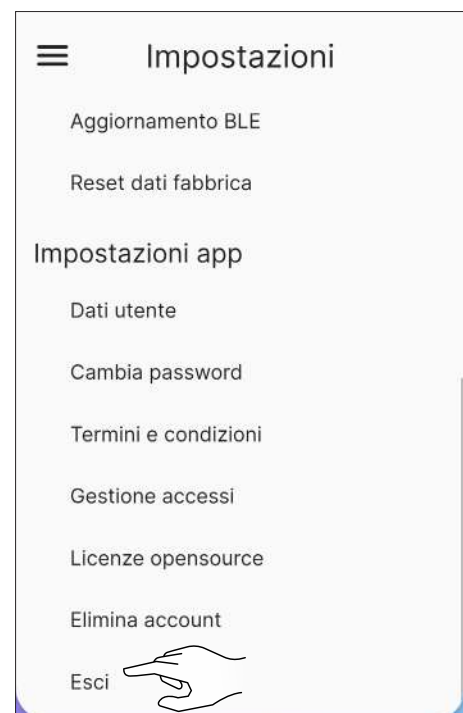 Impostazioni
Aggiornamento BLE
Reset dati fabbrica
Impostazioni app
Dati utente
Cambia password
Termini e condizioni
Gestione accessi
Licenze opensource
Elimina account
Esci